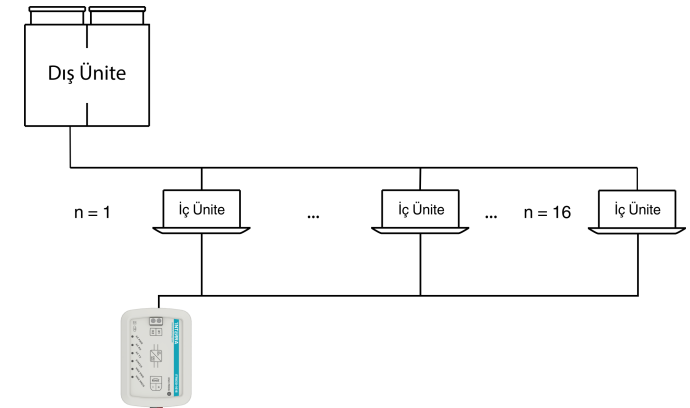 Dış Ünite
n = 1
İç Ünite
...
İç Ünite
...
n = 16
İç Ünite